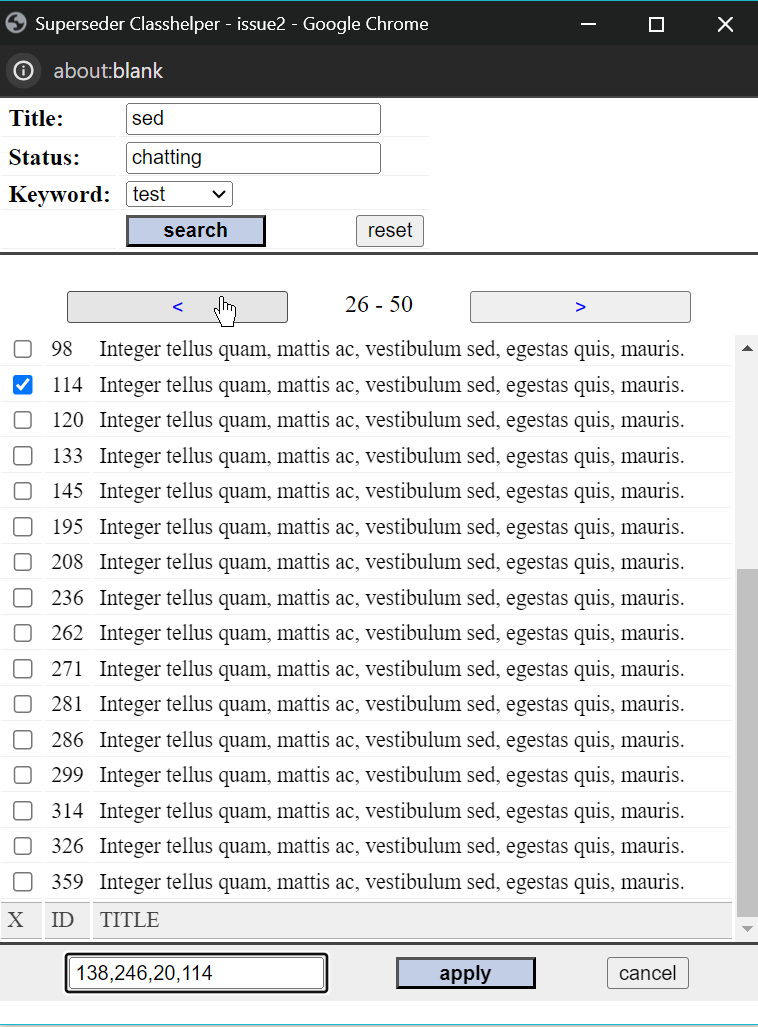 Superseder Classhelper - issue2 - Google Chrome
about:blank
Title: sed
Status: chatting
Keyword: test
search reset
< 26 - 50 >
98 Integer tellus quam, mattis ac, vestibulum sed, egestas quis, mauris.
114 Integer tellus quam, mattis ac, vestibulum sed, egestas quis, mauris.
120 Integer tellus quam, mattis ac, vestibulum sed, egestas quis, mauris.
133 Integer tellus quam, mattis ac, vestibulum sed, egestas quis, mauris.
145 Integer tellus quam, mattis ac, vestibulum sed, egestas quis, mauris.
195 Integer tellus quam, mattis ac, vestibulum sed, egestas quis, mauris.
208 Integer tellus quam, mattis ac, vestibulum sed, egestas quis, mauris.
236 Integer tellus quam, mattis ac, vestibulum sed, egestas quis, mauris.
262 Integer tellus quam, mattis ac, vestibulum sed, egestas quis, mauris.
271 Integer tellus quam, mattis ac, vestibulum sed, egestas quis, mauris.
281 Integer tellus quam, mattis ac, vestibulum sed, egestas quis, mauris.
286 Integer tellus quam, mattis ac, vestibulum sed, egestas quis, mauris.
299 Integer tellus quam, mattis ac, vestibulum sed, egestas quis, mauris.
314 Integer tellus quam, mattis ac, vestibulum sed, egestas quis, mauris.
326 Integer tellus quam, mattis ac, vestibulum sed, egestas quis, mauris.
359 Integer tellus quam, mattis ac, vestibulum sed, egestas quis, mauris.
X ID TITLE
138,246,20,114 apply cancel